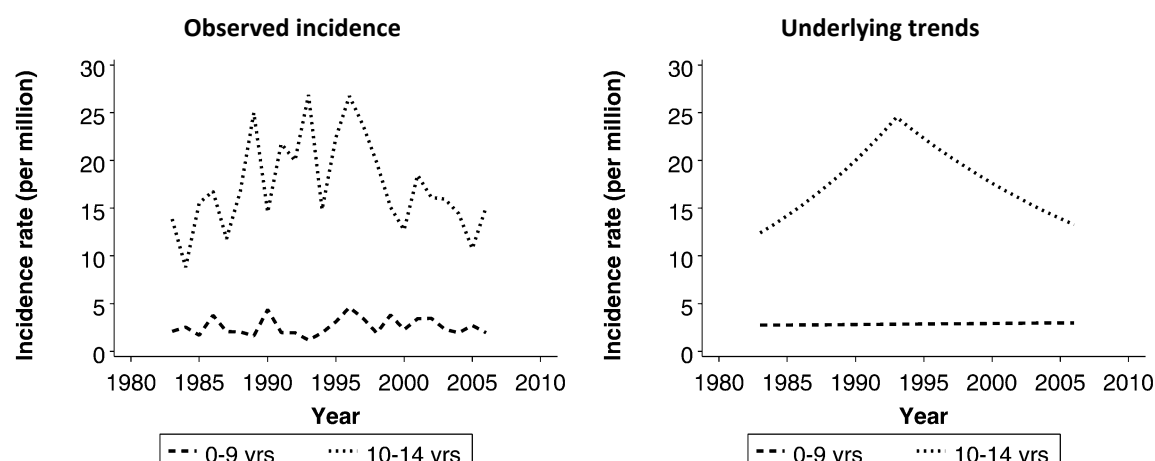 Observed incidence
Incidence rate (per million)
30
25
20
15
10
5
0
1980 1985 1990 1995 2000 2005 2010
Year
0-9 yrs 10-14 yrs
Underlying trends
Incidence rate (per million)
30
25
20
15
10
5
0
1980 1985 1990 1995 2000 2005 2010
Year
0-9 yrs 10-14 yrs